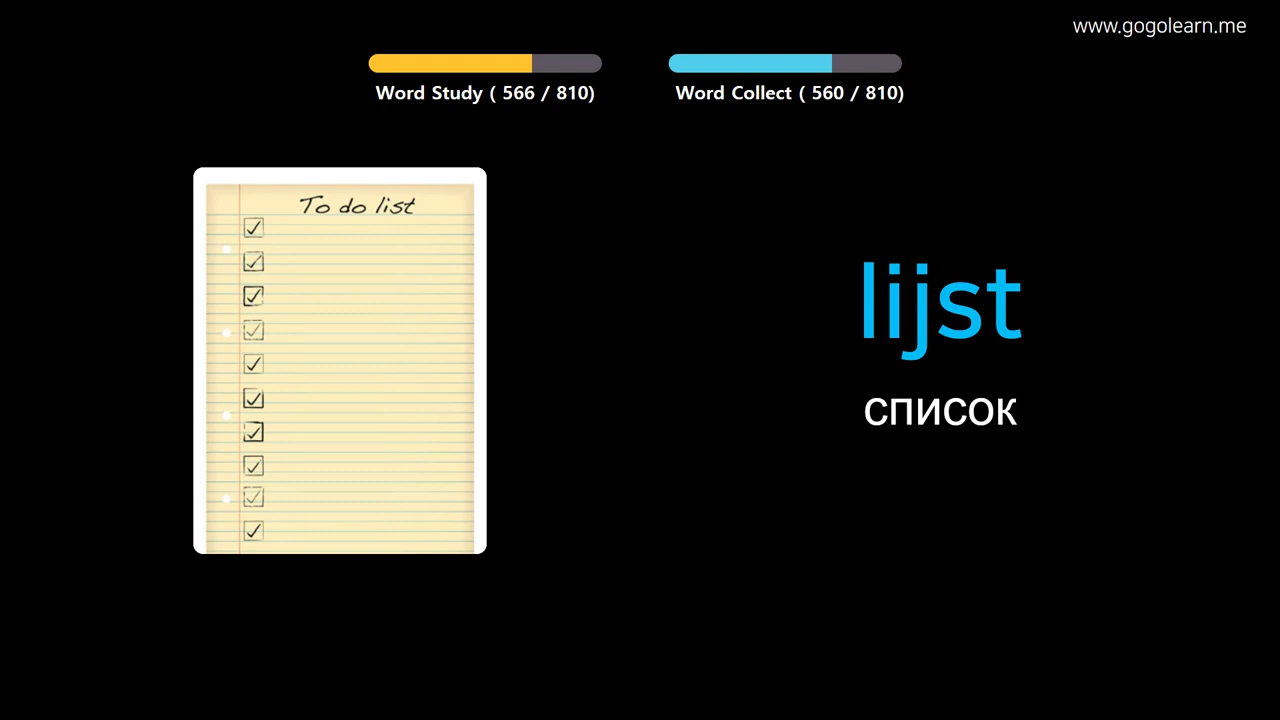 www.gogolearn.me
Word Study ( 566 / 810)
Word Collect ( 560 / 810)
To do list
lijst
список